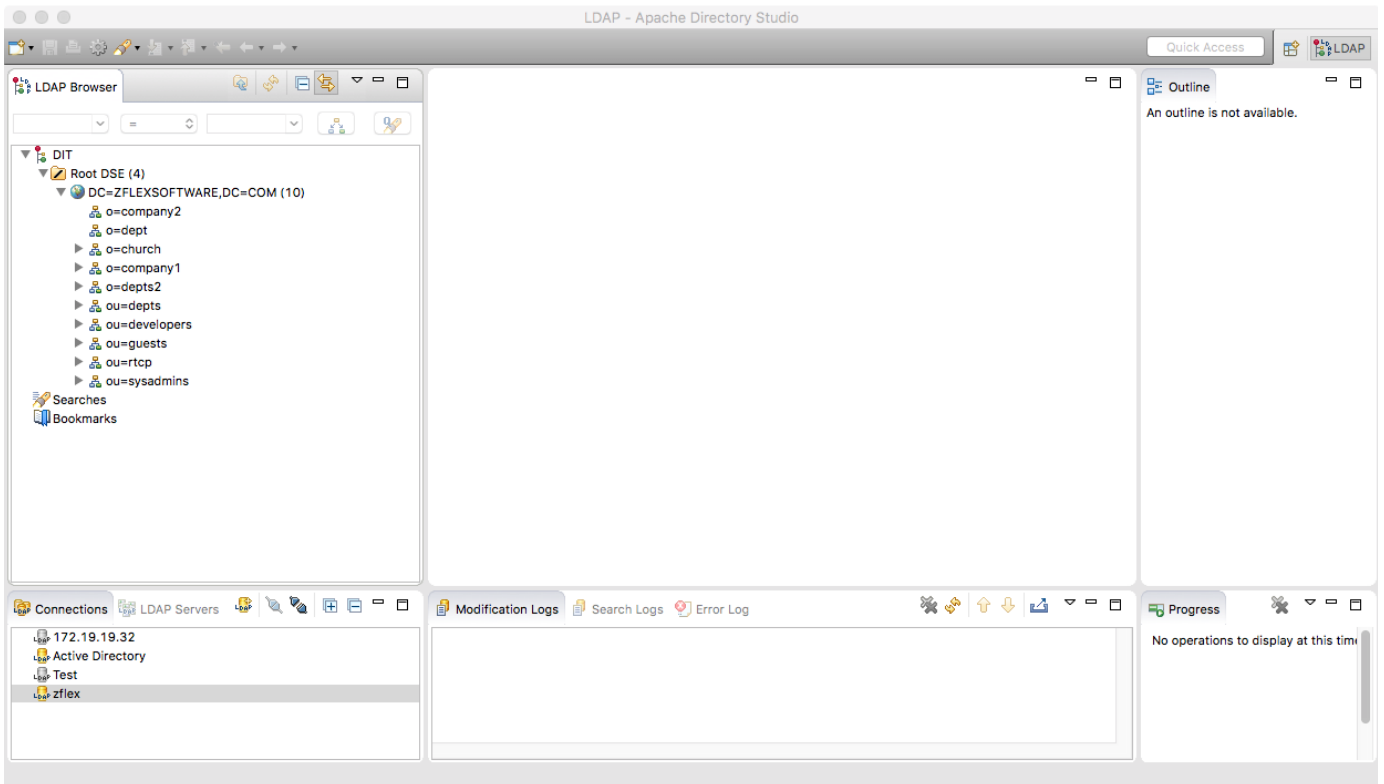 LDAP - Apache Directory Studio
Quick Access
LDAP
LDAP Browser
=
DIT
Root DSE (4)
DC=ZFLEXSOFTWARE,DC=COM (10)
o=company2
o=dept
o=church
o=company1
o=depts2
ou=depts
ou=developers
ou=guests
ou=rtcp
ou=sysadmins
Searches
Bookmarks
Outline
An outline is not available.
Connections
LDAP Servers
172.19.19.32
Active Directory
Test
zflex
Modification Logs
Search Logs
Error Log
Progress
No operations to display at this time